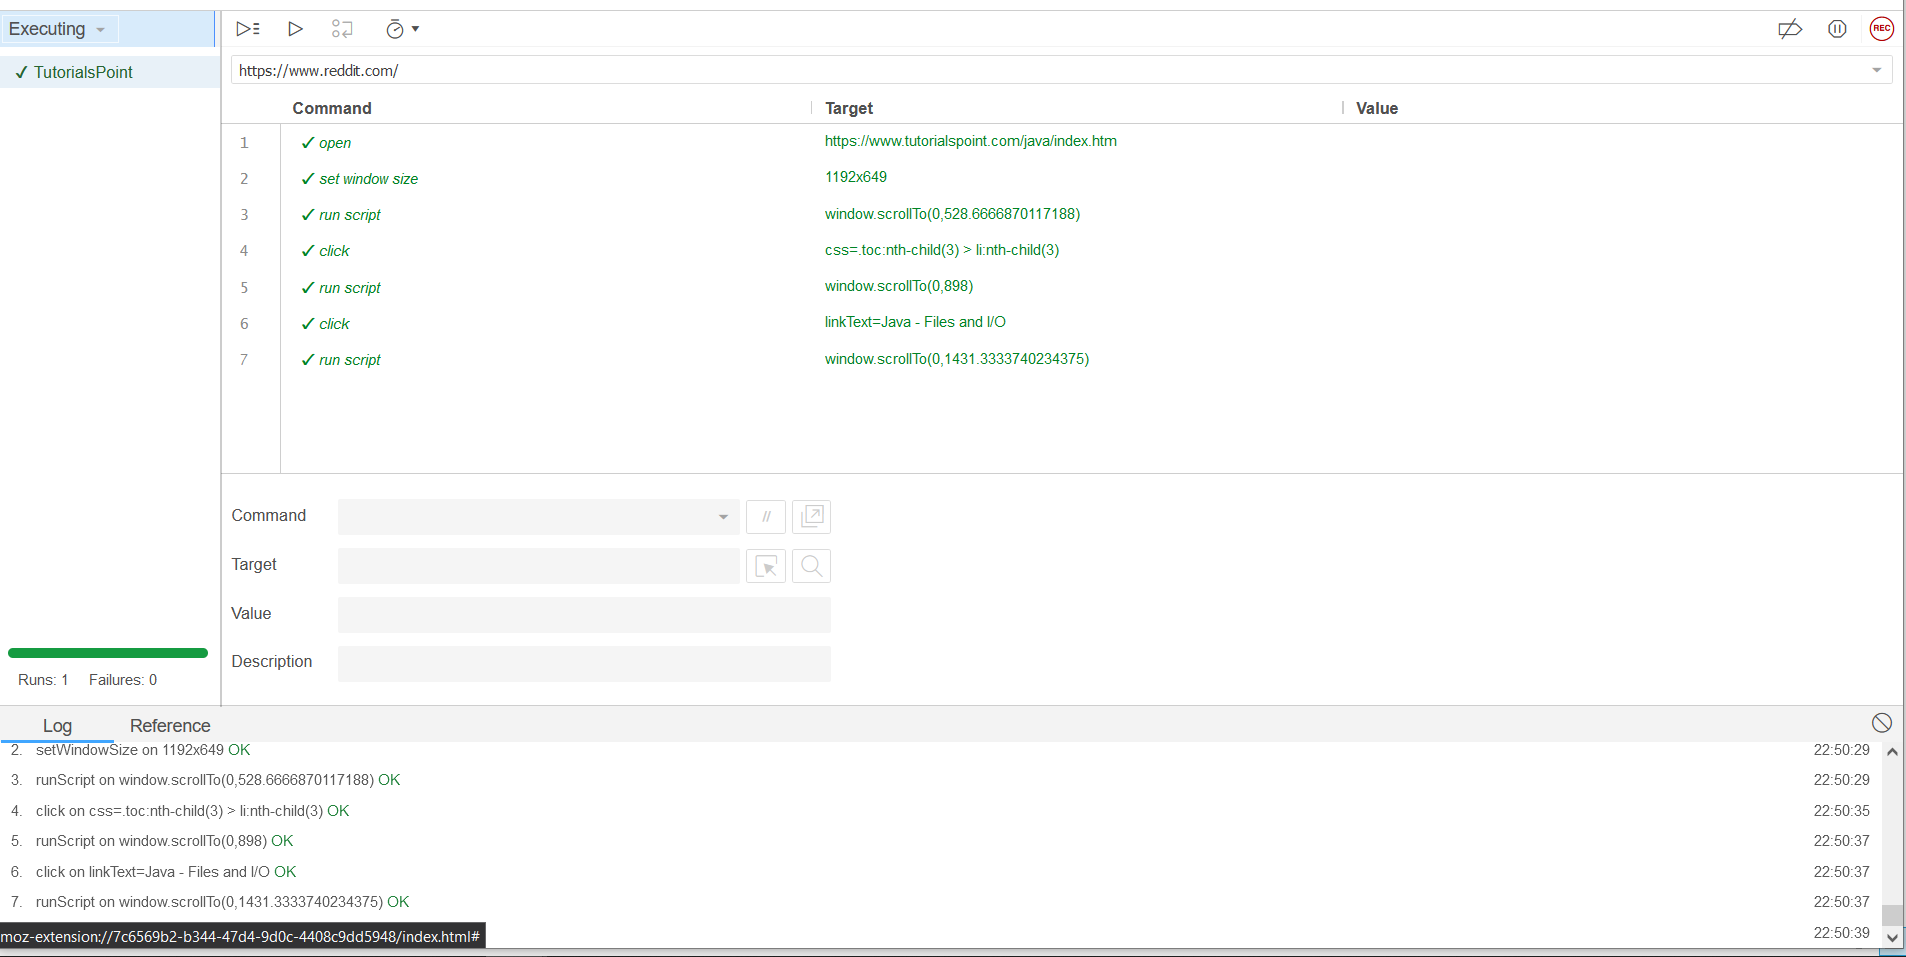 Executing
REC
✓ TutorialsPoint
https://www.reddit.com/
Command Target Value
1 ✓ open https://www.tutorialspoint.com/java/index.htm
2 ✓ set window size 1192x649
3 ✓ run script window.scrollTo(0,528.6666870117188)
4 ✓ click css=.toc:nth-child(3) > li:nth-child(3)
5 ✓ run script window.scrollTo(0,898)
6 ✓ click linkText=Java - Files and I/O
7 ✓ run script window.scrollTo(0,1431.3333740234375)
Command //
Target
Value
Description
Runs: 1 Failures: 0
Log Reference
2. setWindowSize on 1192x649 OK 22:50:29
3. runScript on window.scrollTo(0,528.6666870117188) OK 22:50:29
4. click on css=.toc:nth-child(3) > li:nth-child(3) OK 22:50:35
5. runScript on window.scrollTo(0,898) OK 22:50:37
6. click on linkText=Java - Files and I/O OK 22:50:37
7. runScript on window.scrollTo(0,1431.3333740234375) OK 22:50:37
moz-extension://7c6569b2-b344-47d4-9d0c-4408c9dd5948/index.html# 22:50:39